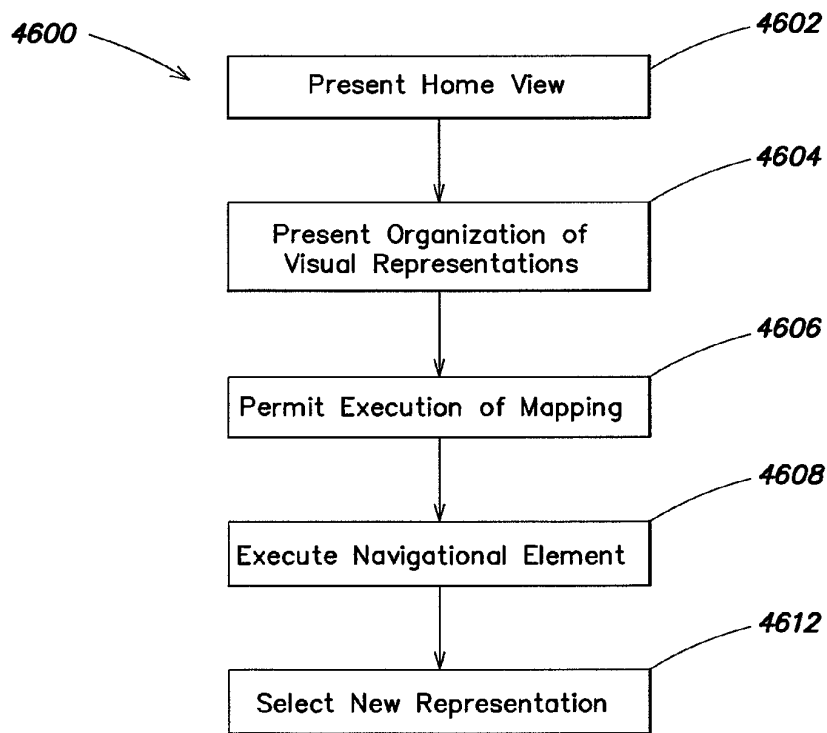 4600
4602
Present Home View
4604
Present Organization of
Visual Representations
4606
Permit Execution of Mapping
4608
Execute Navigational Element
4612
Select New Representation